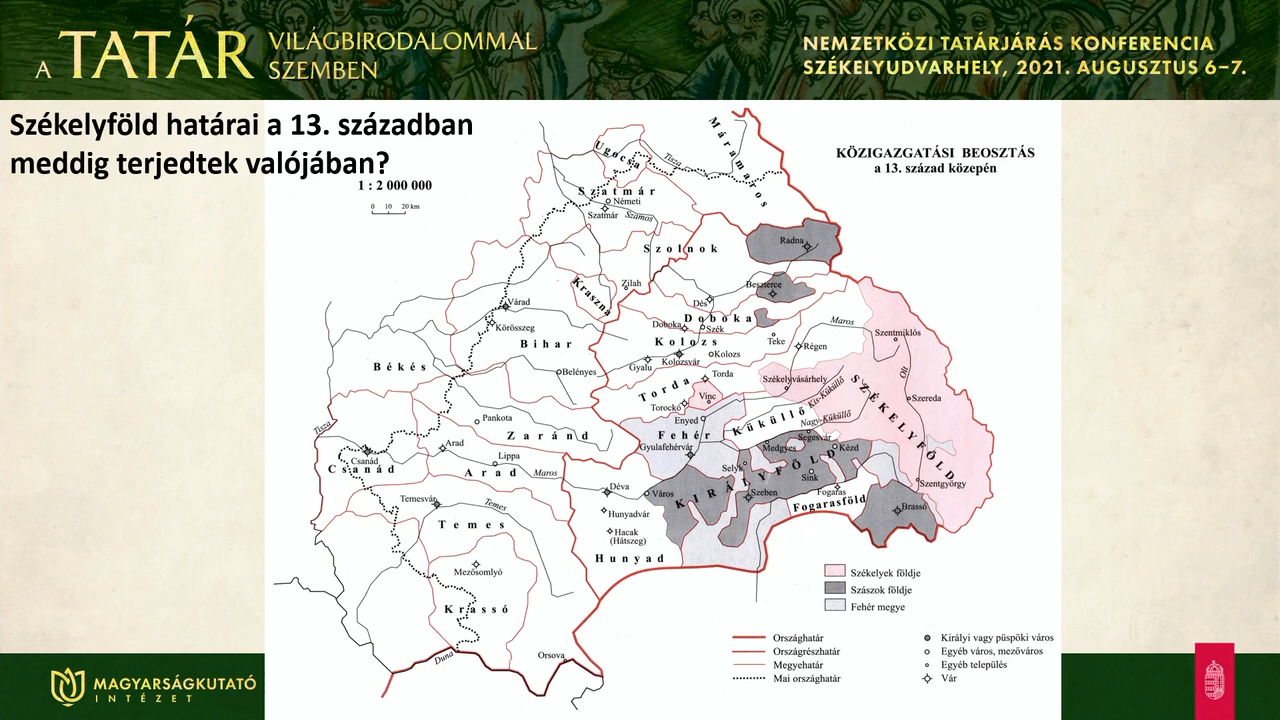 A TATÁR VILÁGBIRODALOMMAL
SZEMBEN
NEMZETKÖZI TATÁRJÁRÁS KONFERENCIA
SZÉKELYUDVARHELY, 2021. AUGUSZTUS 6–7.
Székelyföld határai a 13. században
meddig terjedtek valójában?
1 : 2 000 000
0 10 20 km
KÖZIGAZGATÁSI BEOSZTÁS
a 13. század közepén
Ugocsa
Tisza
Máramaros
Szatmár
Németi
Szatmár
Szamos
Szolnok
Radna
Zilah
Kraszna
Beszterce
Dés
Várad
Kőrösszeg
Doboka
Doboka
Szék
Maros
Bihar
Kolozs
Teke
Régen
Szentmiklós
Kolozs
Kolozsvár
Gyalu
Békés
Belényes
Torda
Torda
Székelyvásárhely
Olt
Vinc
Torockó
Kis-Küküllő
Szereda
SZÉKELYFÖLD
Enyed
Küküllő
Nagy-Küküllő
Pankota
Tisza
Zaránd
Fehér
Gyulafehérvár
Segesvár
Medgyes
Kézd
Arad
Lippa
Csanád
Csanád
Arad
Maros
Selyk
KIRÁLYFÖLD
Sink
Szentgyörgy
Déva
Város
Szeben
Fogaras
Fogarasföld
Brassó
Temesvár
Temes
Temes
Hunyadvár
Hacak
(Hátszeg)
Hunyad
Mezősomlyó
Krassó
Duna
Orsova
Székelyek földje
Szászok földje
Fehér megye
Országhatár
Országrészhatár
Megyehatár
Mai országhatár
Királyi vagy püspöki város
Egyéb város, mezőváros
Egyéb település
Vár
MAGYARSÁGKUTATÓ
INTÉZET